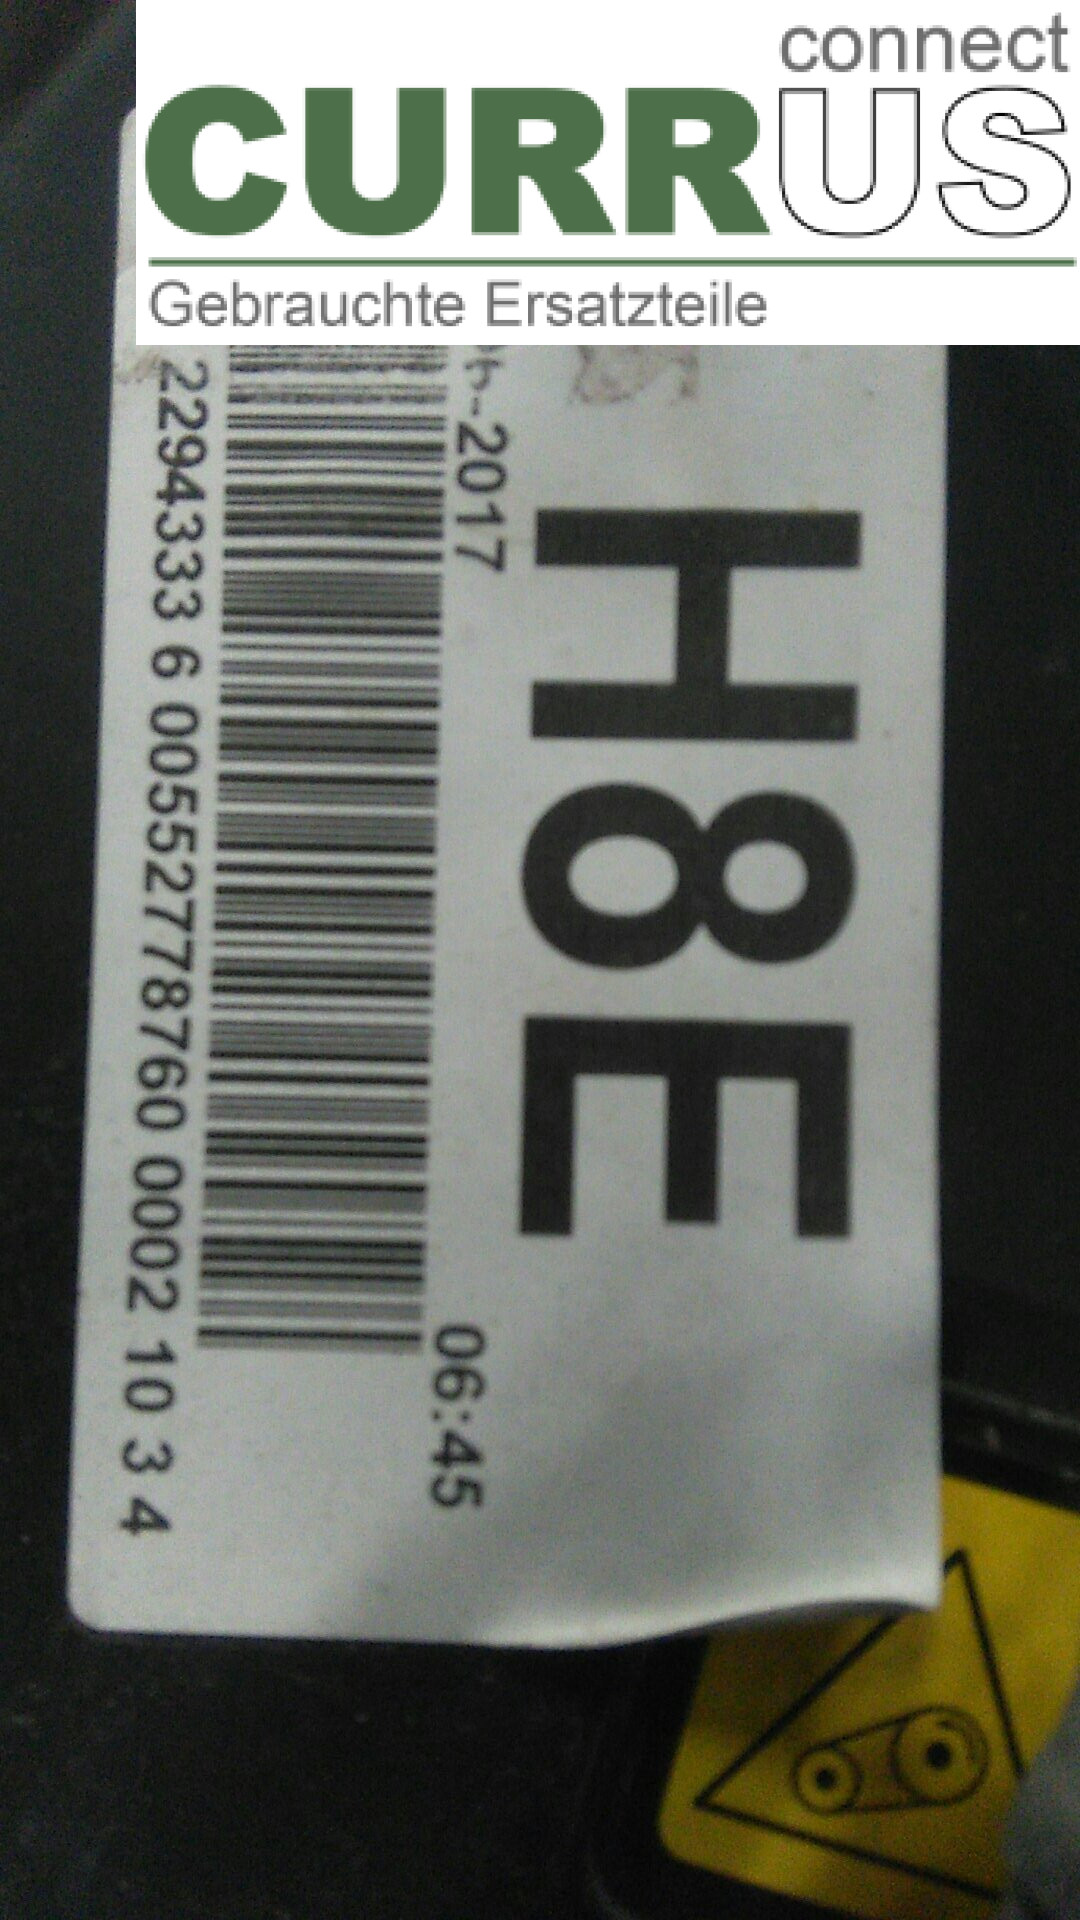 connect
CURRUS
Gebrauchte Ersatzteile
H8E
-2017 06:45
2294333 6 00552778760 0002 10 3 4